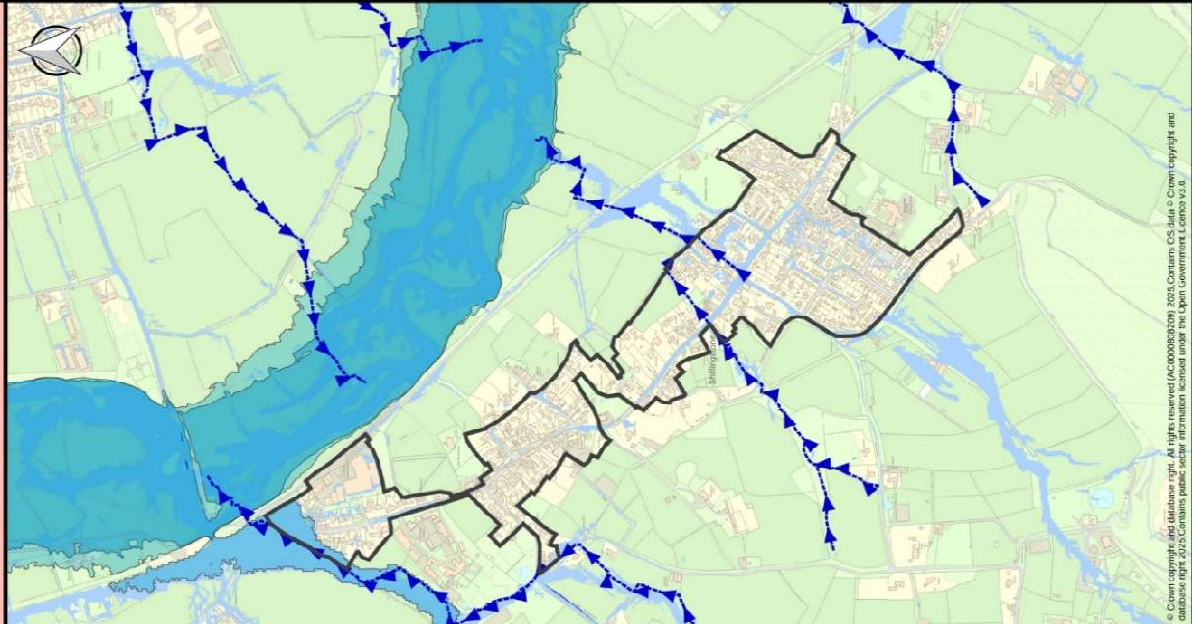 Shillingstone
© Crown copyright and database right. All rights reserved (AC0000808209) 2025.Contains OS data © Crown copyright and
database right 2025.Contains public sector information licensed under the Open Government Licence v3.0